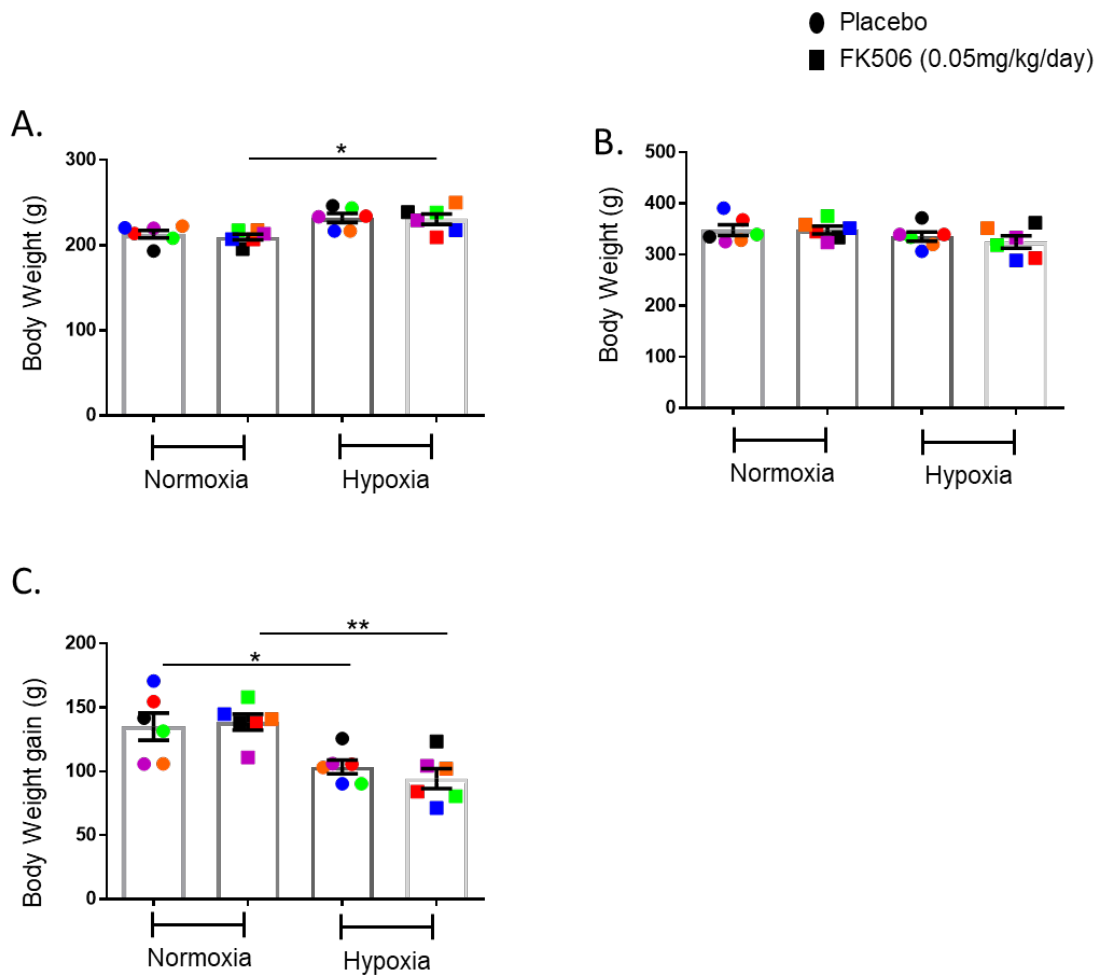 Placebo
FK506 (0.05mg/kg/day)
A.
Body Weight (g)
300
200
100
0
*
Normoxia
Hypoxia
B.
Body Weight (g)
500
400
300
200
100
0
Normoxia
Hypoxia
C.
Body Weight gain (g)
200
150
100
50
0
*
**
Normoxia
Hypoxia